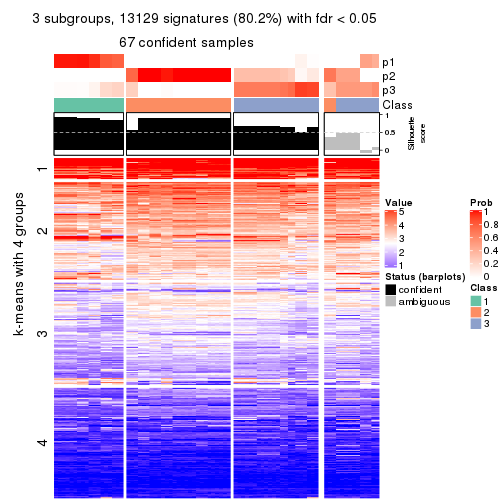 3 subgroups, 13129 signatures (80.2%) with fdr < 0.05
67 confident samples
p1
p2
p3
Class
1
0.5
0
Silhouette
score
k-means with 4 groups
1
2
3
4
Value
5
4
3
2
1
Status (barplots)
confident
ambiguous
Prob
1
0.8
0.6
0.4
0.2
0
Class
1
2
3